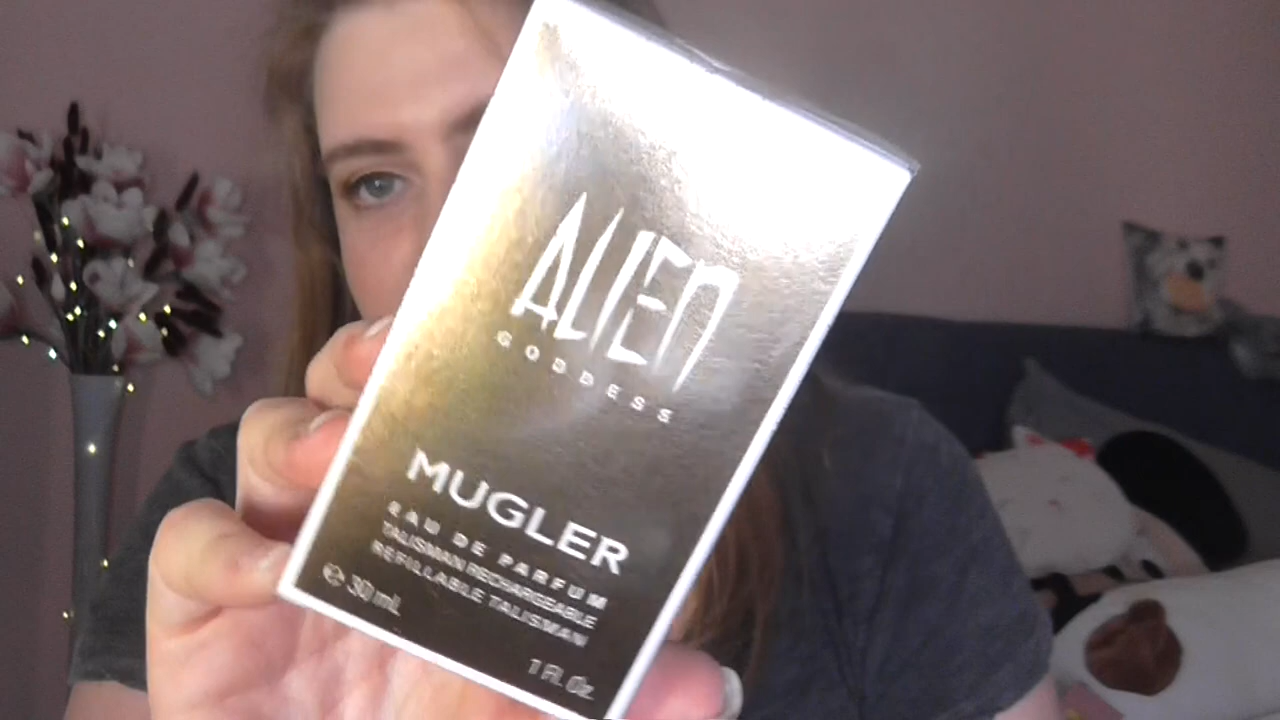 ALIEN
GODDESS
MUGLER
EAU DE PARFUM
TALISMAN RECHARGEABLE
REFILLABLE TALISMAN
℮ 30 mL
1 Fl. Oz.